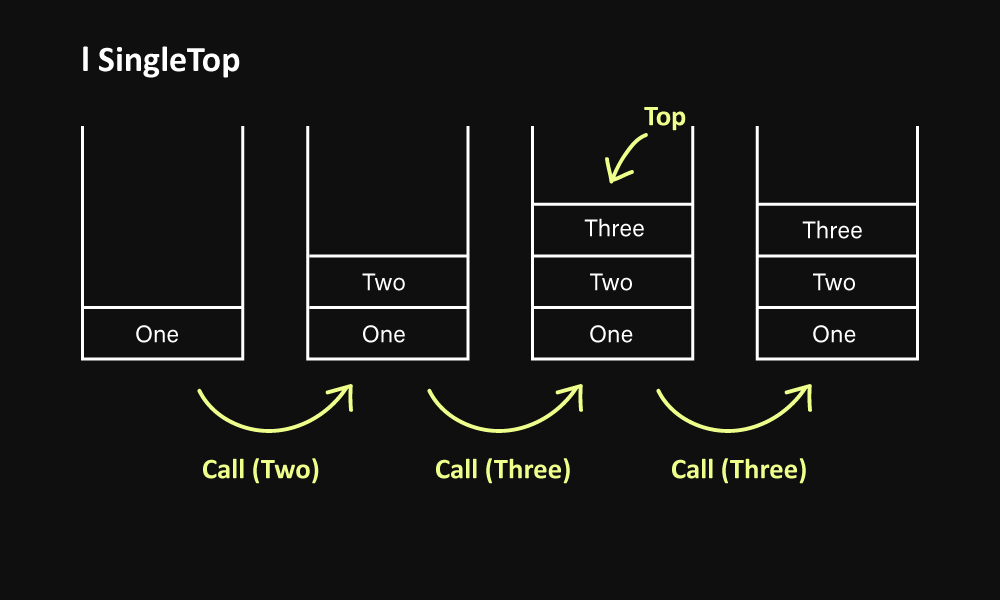 | SingleTop
Top
One
Two
One
Three
Two
One
Three
Two
One
Call (Two)
Call (Three)
Call (Three)